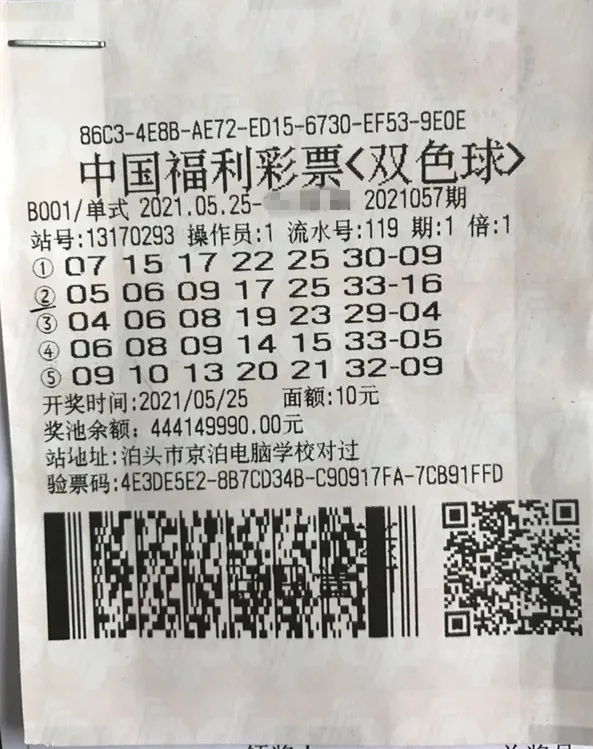 86C3-4E8B-AE72-ED15-6730-EF53-9E0E
中国福利彩票<双色球>
B001/单式 2021.05.25- 2021057期
站号:13170293 操作员:1 流水号:119 期:1 倍:1
① 07 15 17 22 25 30-09
② 05 06 09 17 25 33-16
③ 04 06 08 19 23 29-04
④ 06 08 09 14 15 33-05
⑤ 09 10 13 20 21 32-09
开奖时间:2021/05/25 面额:10元
奖池余额: 444149990.00元
站地址:泊头市京泊电脑学校对过
验票码:4E3DE5E2-8B7CD34B-C90917FA-7CB91FFD